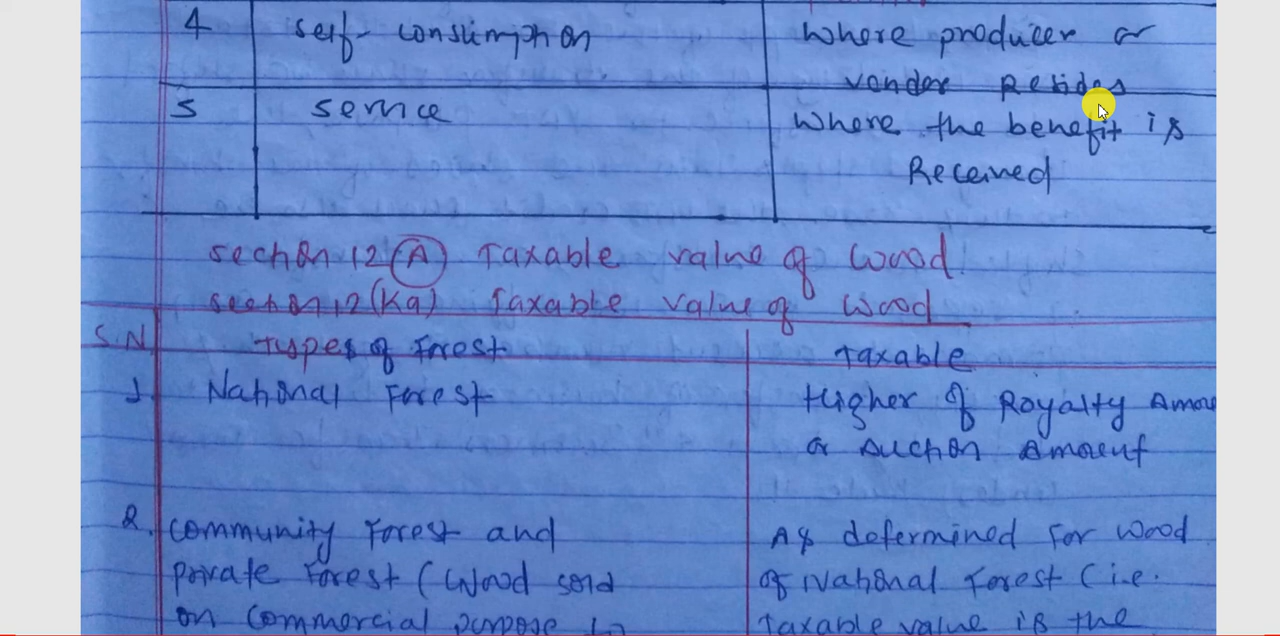 4 self-consumption where producer or
vendor Resides
5 service where the benefit is
Received
section 12 (A) Taxable value of wood
section 12 (Ka) Taxable value of wood
S.N. Types of Forest Taxable
1. National Forest Higher of Royalty Amou
or Auction Amount
2. Community Forest and As determined for wood
private Forest (Wood sold of National Forest (i.e.
on commercial purpose to Taxable value is the